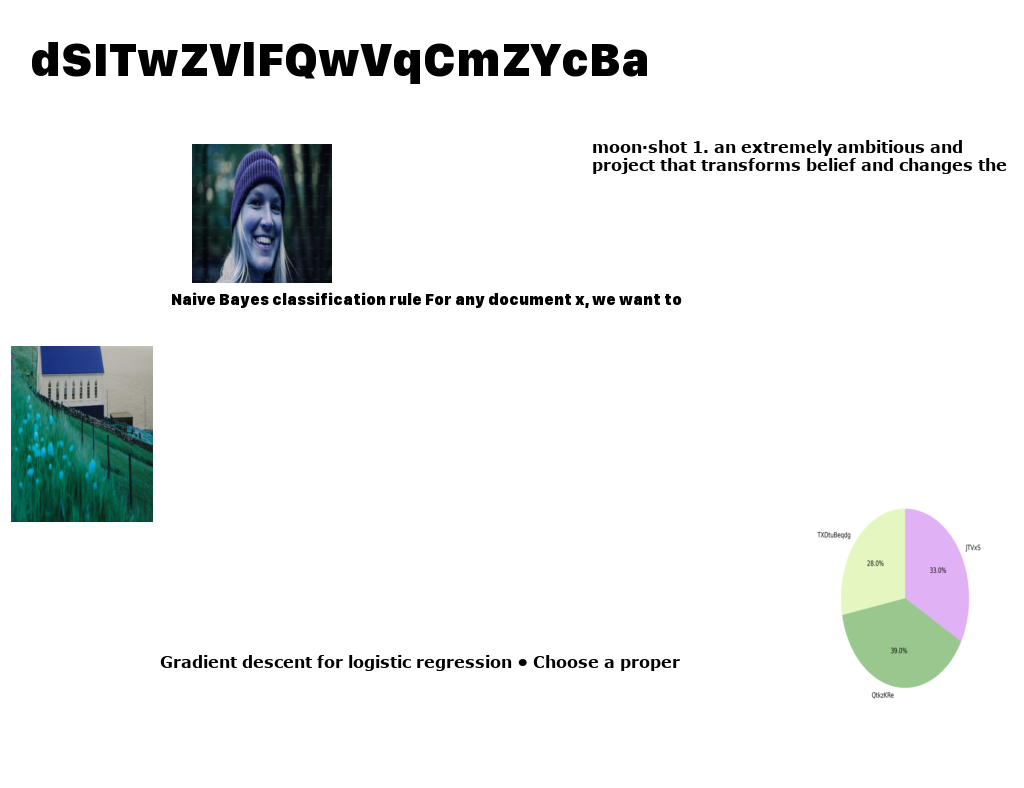 dSITwZVlFQwVqCmZYcBa
moon·shot 1. an extremely ambitious and
project that transforms belief and changes the
Naive Bayes classification rule For any document x, we want to
TXDtuBeqdg
JTVxS
28.0%
33.0%
39.0%
QtkzKRe
Gradient descent for logistic regression • Choose a proper